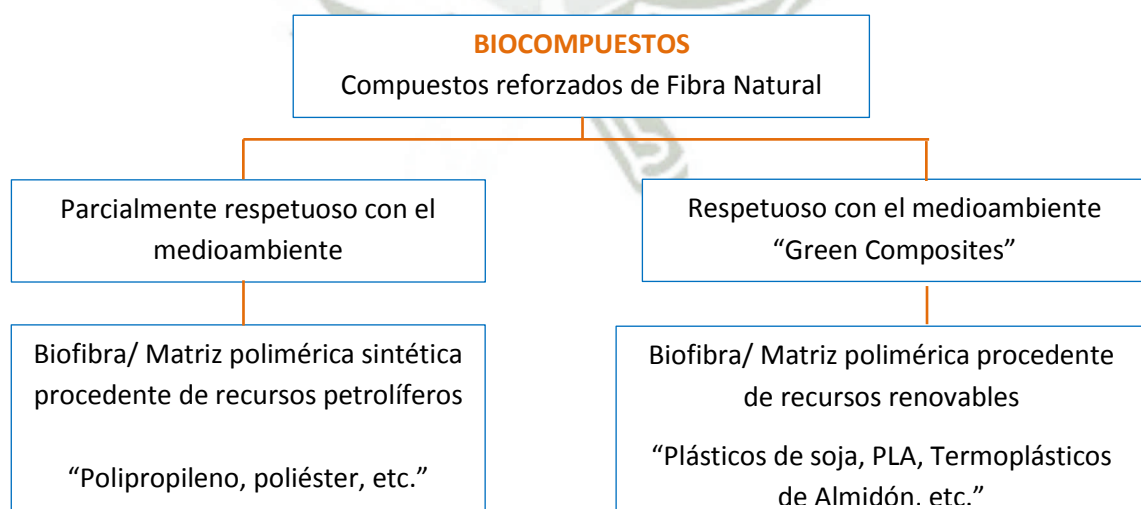 BIOCOMPUESTOS
Compuestos reforzados de Fibra Natural
Parcialmente respetuoso con el
medioambiente
Respetuoso con el medioambiente
“Green Composites”
Biofibra/ Matriz polimérica sintética
procedente de recursos petrolíferos
“Polipropileno, poliéster, etc.”
Biofibra/ Matriz polimérica procedente
de recursos renovables
“Plásticos de soja, PLA, Termoplásticos
de Almidón, etc.”